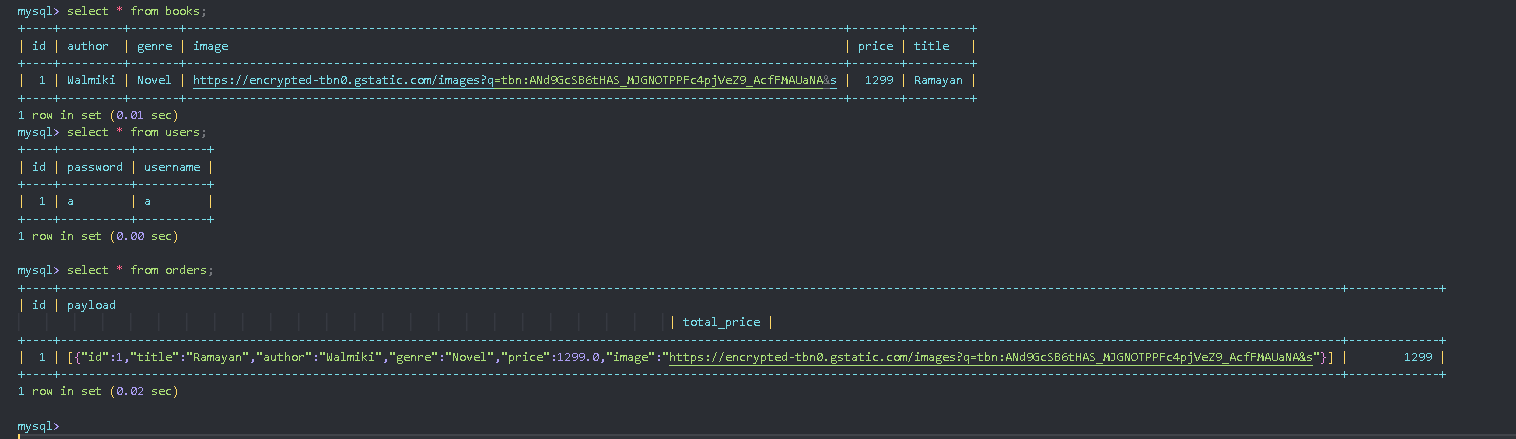 mysql> select * from books;
+----+---------+-------+----------------------------------------------------------------------------------------------+-------+---------+
| id | author  | genre | image                                                                                        | price | title   |
+----+---------+-------+----------------------------------------------------------------------------------------------+-------+---------+
|  1 | Walmiki | Novel | https://encrypted-tbn0.gstatic.com/images?q=tbn:ANd9GcSB6tHAS_MJGNOTPPFc4pjVeZ9_AcfFMAUaNA&s |  1299 | Ramayan |
+----+---------+-------+----------------------------------------------------------------------------------------------+-------+---------+
1 row in set (0.01 sec)
mysql> select * from users;
+----+----------+----------+
| id | password | username |
+----+----------+----------+
|  1 | a        | a        |
+----+----------+----------+
1 row in set (0.00 sec)
mysql> select * from orders;
| id | payload
| total_price |
|  1 | [{"id":1,"title":"Ramayan","author":"Walmiki","genre":"Novel","price":1299.0,"image":"https://encrypted-tbn0.gstatic.com/images?q=tbn:ANd9GcSB6tHAS_MJGNOTPPFc4pjVeZ9_AcfFMAUaNA&s"}] |        1299 |
1 row in set (0.02 sec)
mysql>